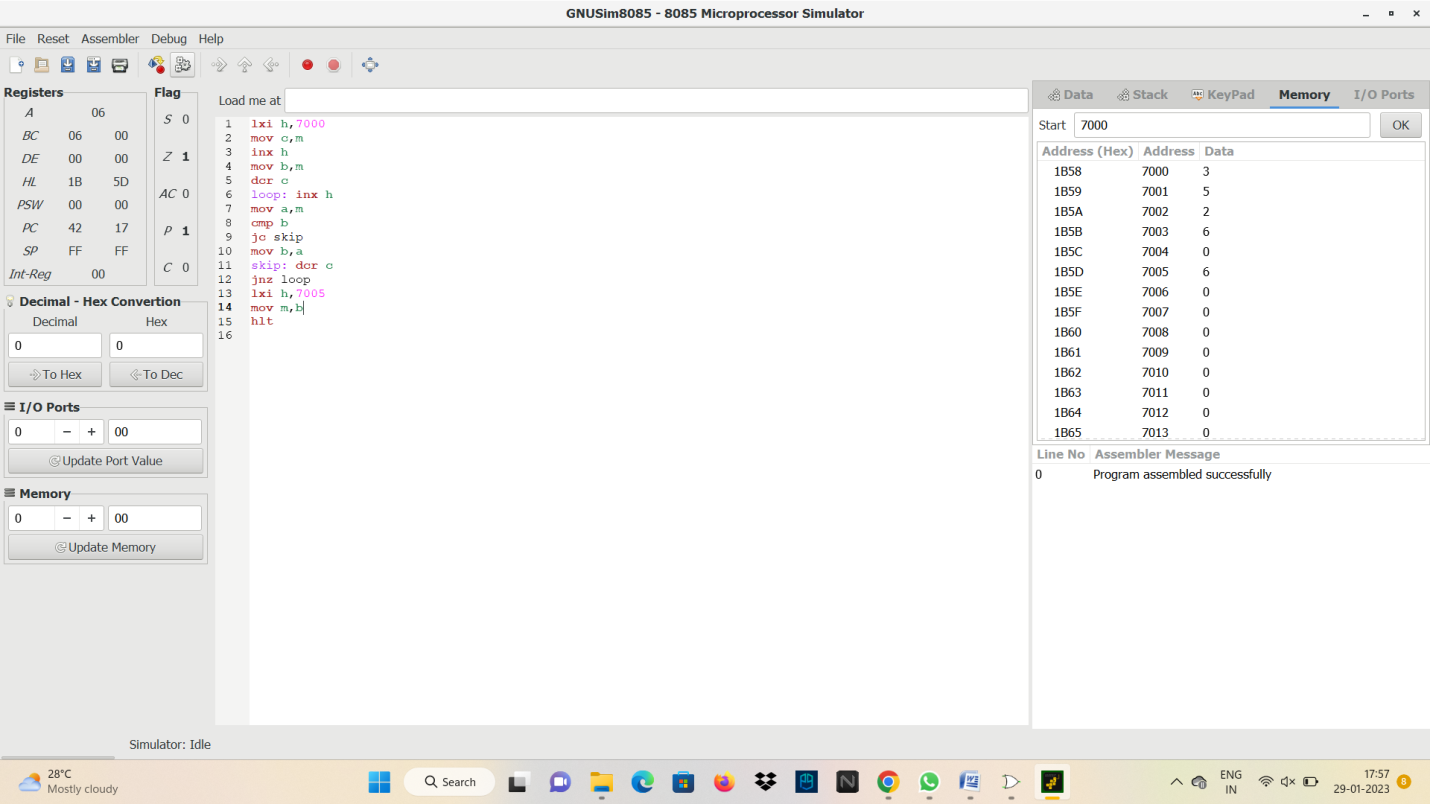 GNUSim8085 - 8085 Microprocessor Simulator
File Reset Assembler Debug Help
Registers
A 06
BC 06 00
DE 00 00
HL 1B 5D
PSW 00 00
PC 42 17
SP FF FF
Int-Reg 00
Flag
S 0
Z 1
AC 0
P 1
C 0
Decimal - Hex Convertion
Decimal Hex
0 0
To Hex To Dec
I/O Ports
0 − + 00
Update Port Value
Memory
0 − + 00
Update Memory
Load me at
1 lxi h,7000
2 mov c,m
3 inx h
4 mov b,m
5 dcr c
6 loop: inx h
7 mov a,m
8 cmp b
9 jc skip
10 mov b,a
11 skip: dcr c
12 jnz loop
13 lxi h,7005
14 mov m,b
15 hlt
16
Data Stack Abc KeyPad Memory I/O Ports
Start 7000 OK
Address (Hex) Address Data
1B58 7000 3
1B59 7001 5
1B5A 7002 2
1B5B 7003 6
1B5C 7004 0
1B5D 7005 6
1B5E 7006 0
1B5F 7007 0
1B60 7008 0
1B61 7009 0
1B62 7010 0
1B63 7011 0
1B64 7012 0
1B65 7013 0
Line No Assembler Message
0 Program assembled successfully
Simulator: Idle
28°C
Mostly cloudy
Search
ENG
IN
17:57
29-01-2023
8